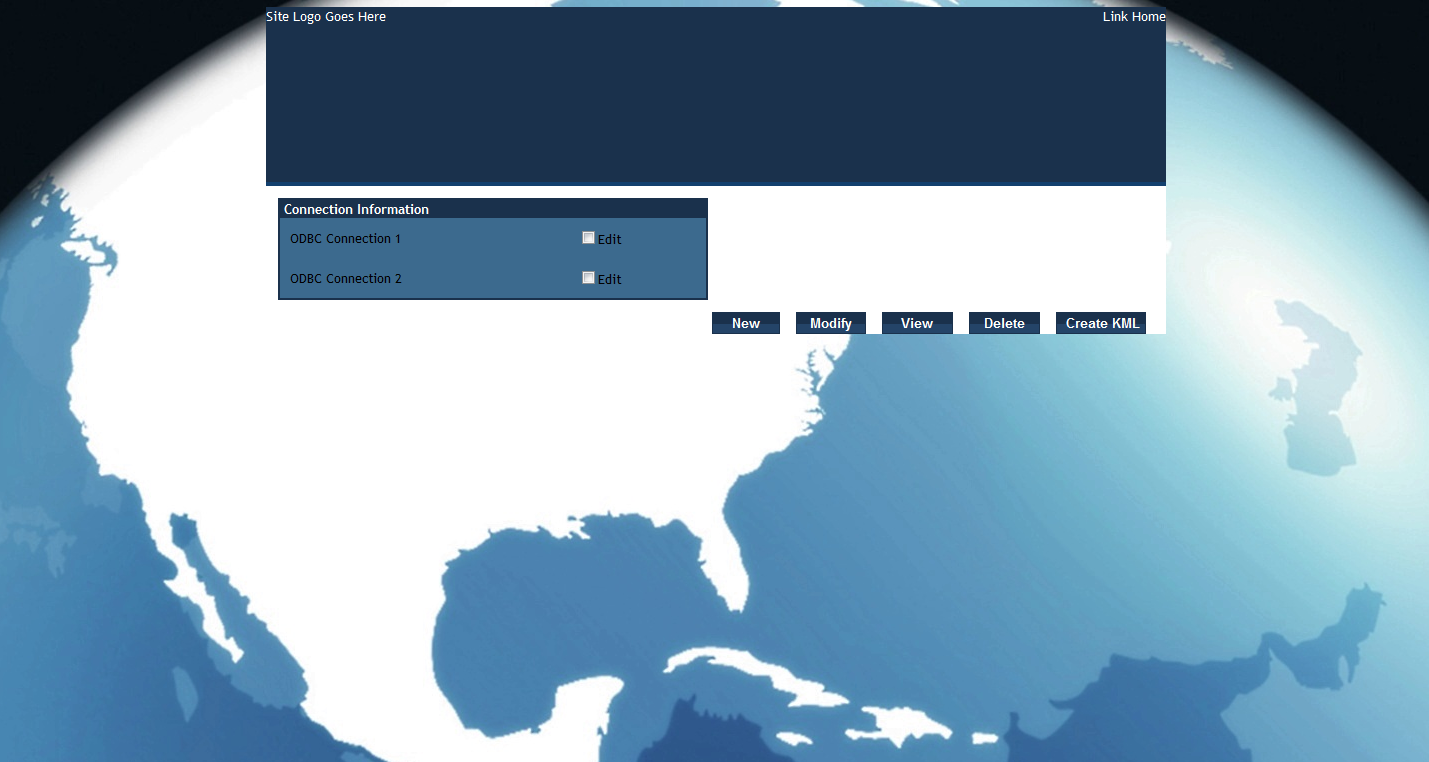 Site Logo Goes Here Link Home
Connection Information
ODBC Connection 1 Edit
ODBC Connection 2 Edit
New Modify View Delete Create KML